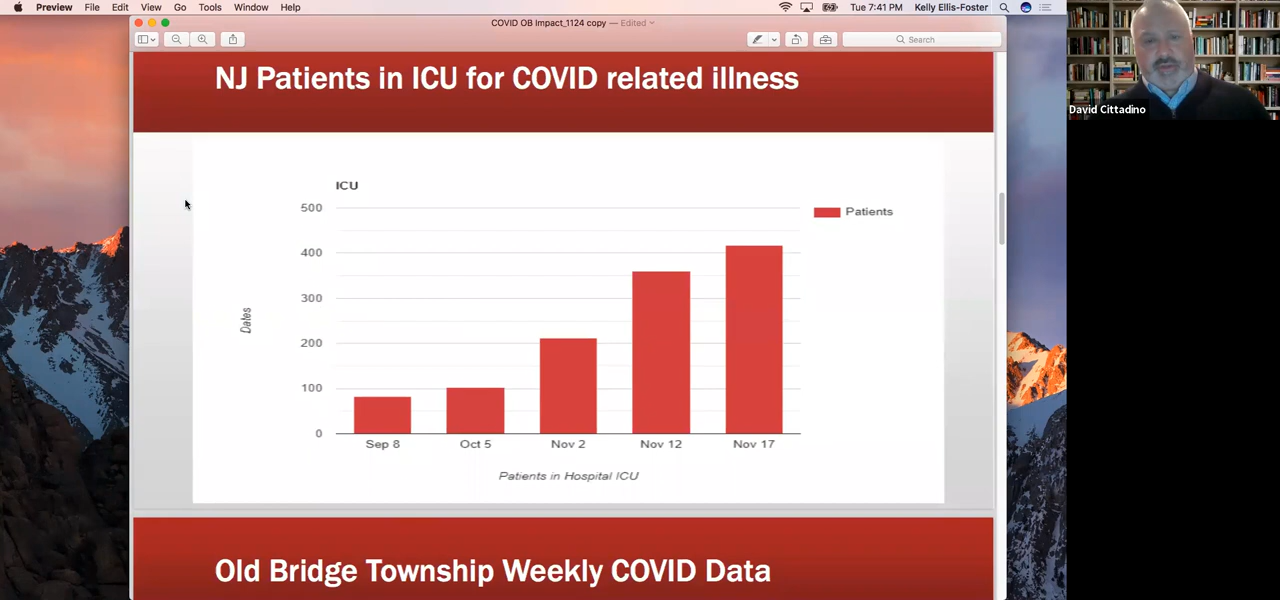 Preview File Edit View Go Tools Window Help
Tue 7:41 PM Kelly Ellis-Foster
COVID OB Impact_1124 copy — Edited
Search
David Cittadino
NJ Patients in ICU for COVID related illness
ICU
Patients
500
400
300
200
100
0
Dates
Sep 8 Oct 5 Nov 2 Nov 12 Nov 17
Patients in Hospital ICU
Old Bridge Township Weekly COVID Data